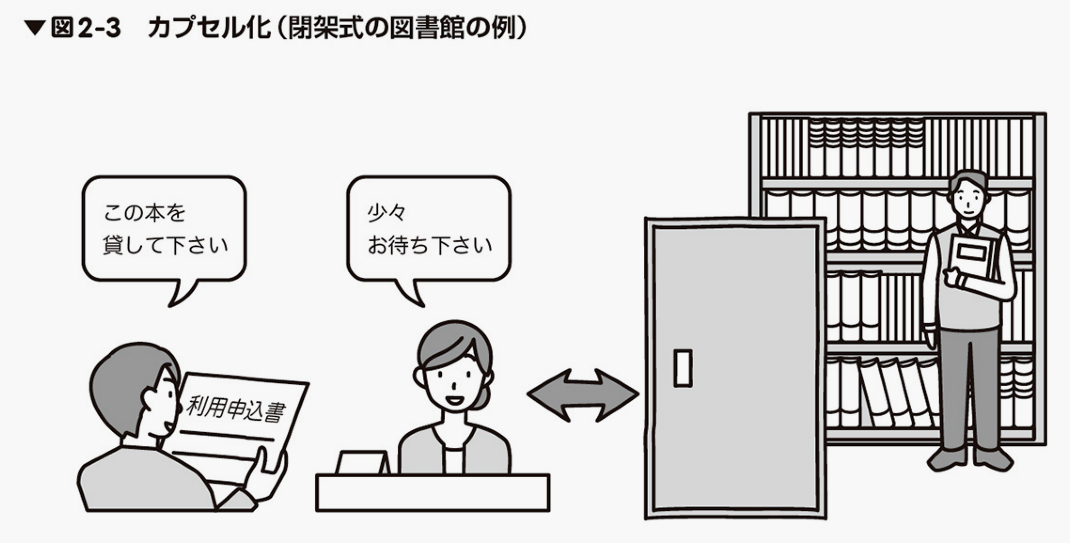 ▼図2-3 カプセル化（閉架式の図書館の例）
この本を
貸して下さい
少々
お待ち下さい
利用申込書